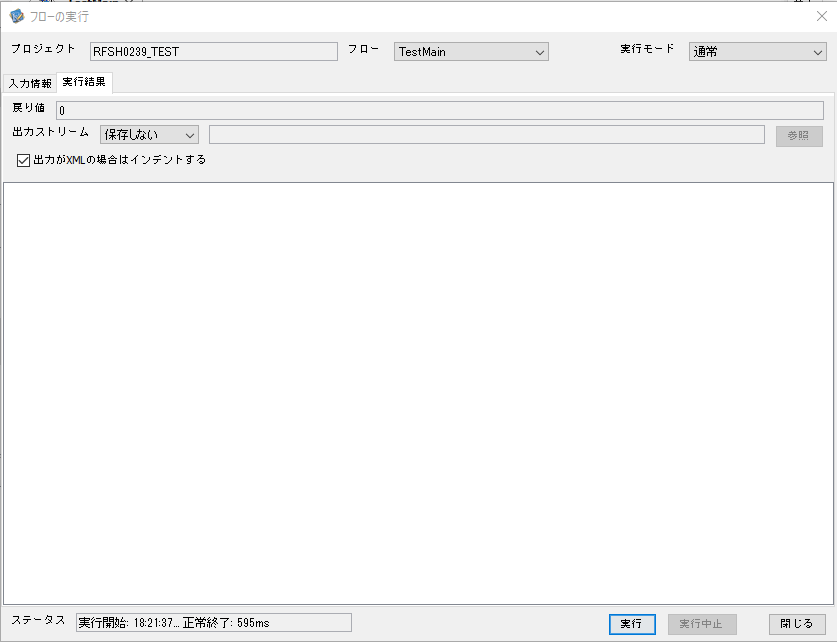 フローの実行
プロジェクト RFSH0239_TEST フロー TestMain 実行モード 通常
入力情報 実行結果
戻り値 0
出力ストリーム 保存しない 参照
出力がXMLの場合はインデントする
ステータス 実行開始: 18:21:37... 正常終了: 595ms 実行 実行中止 閉じる